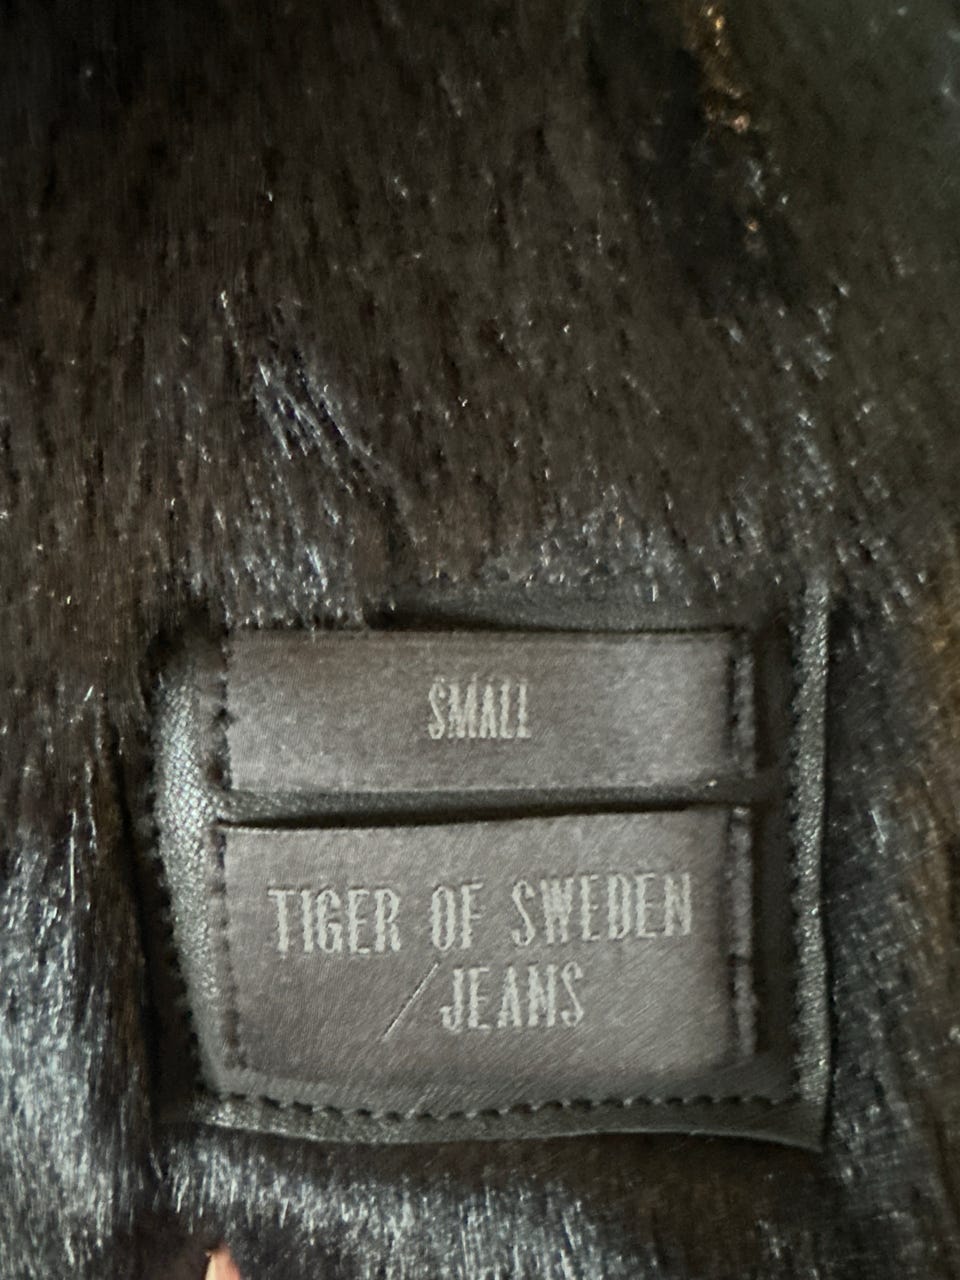 SMALL
TIGER OF SWEDEN
/JEANS